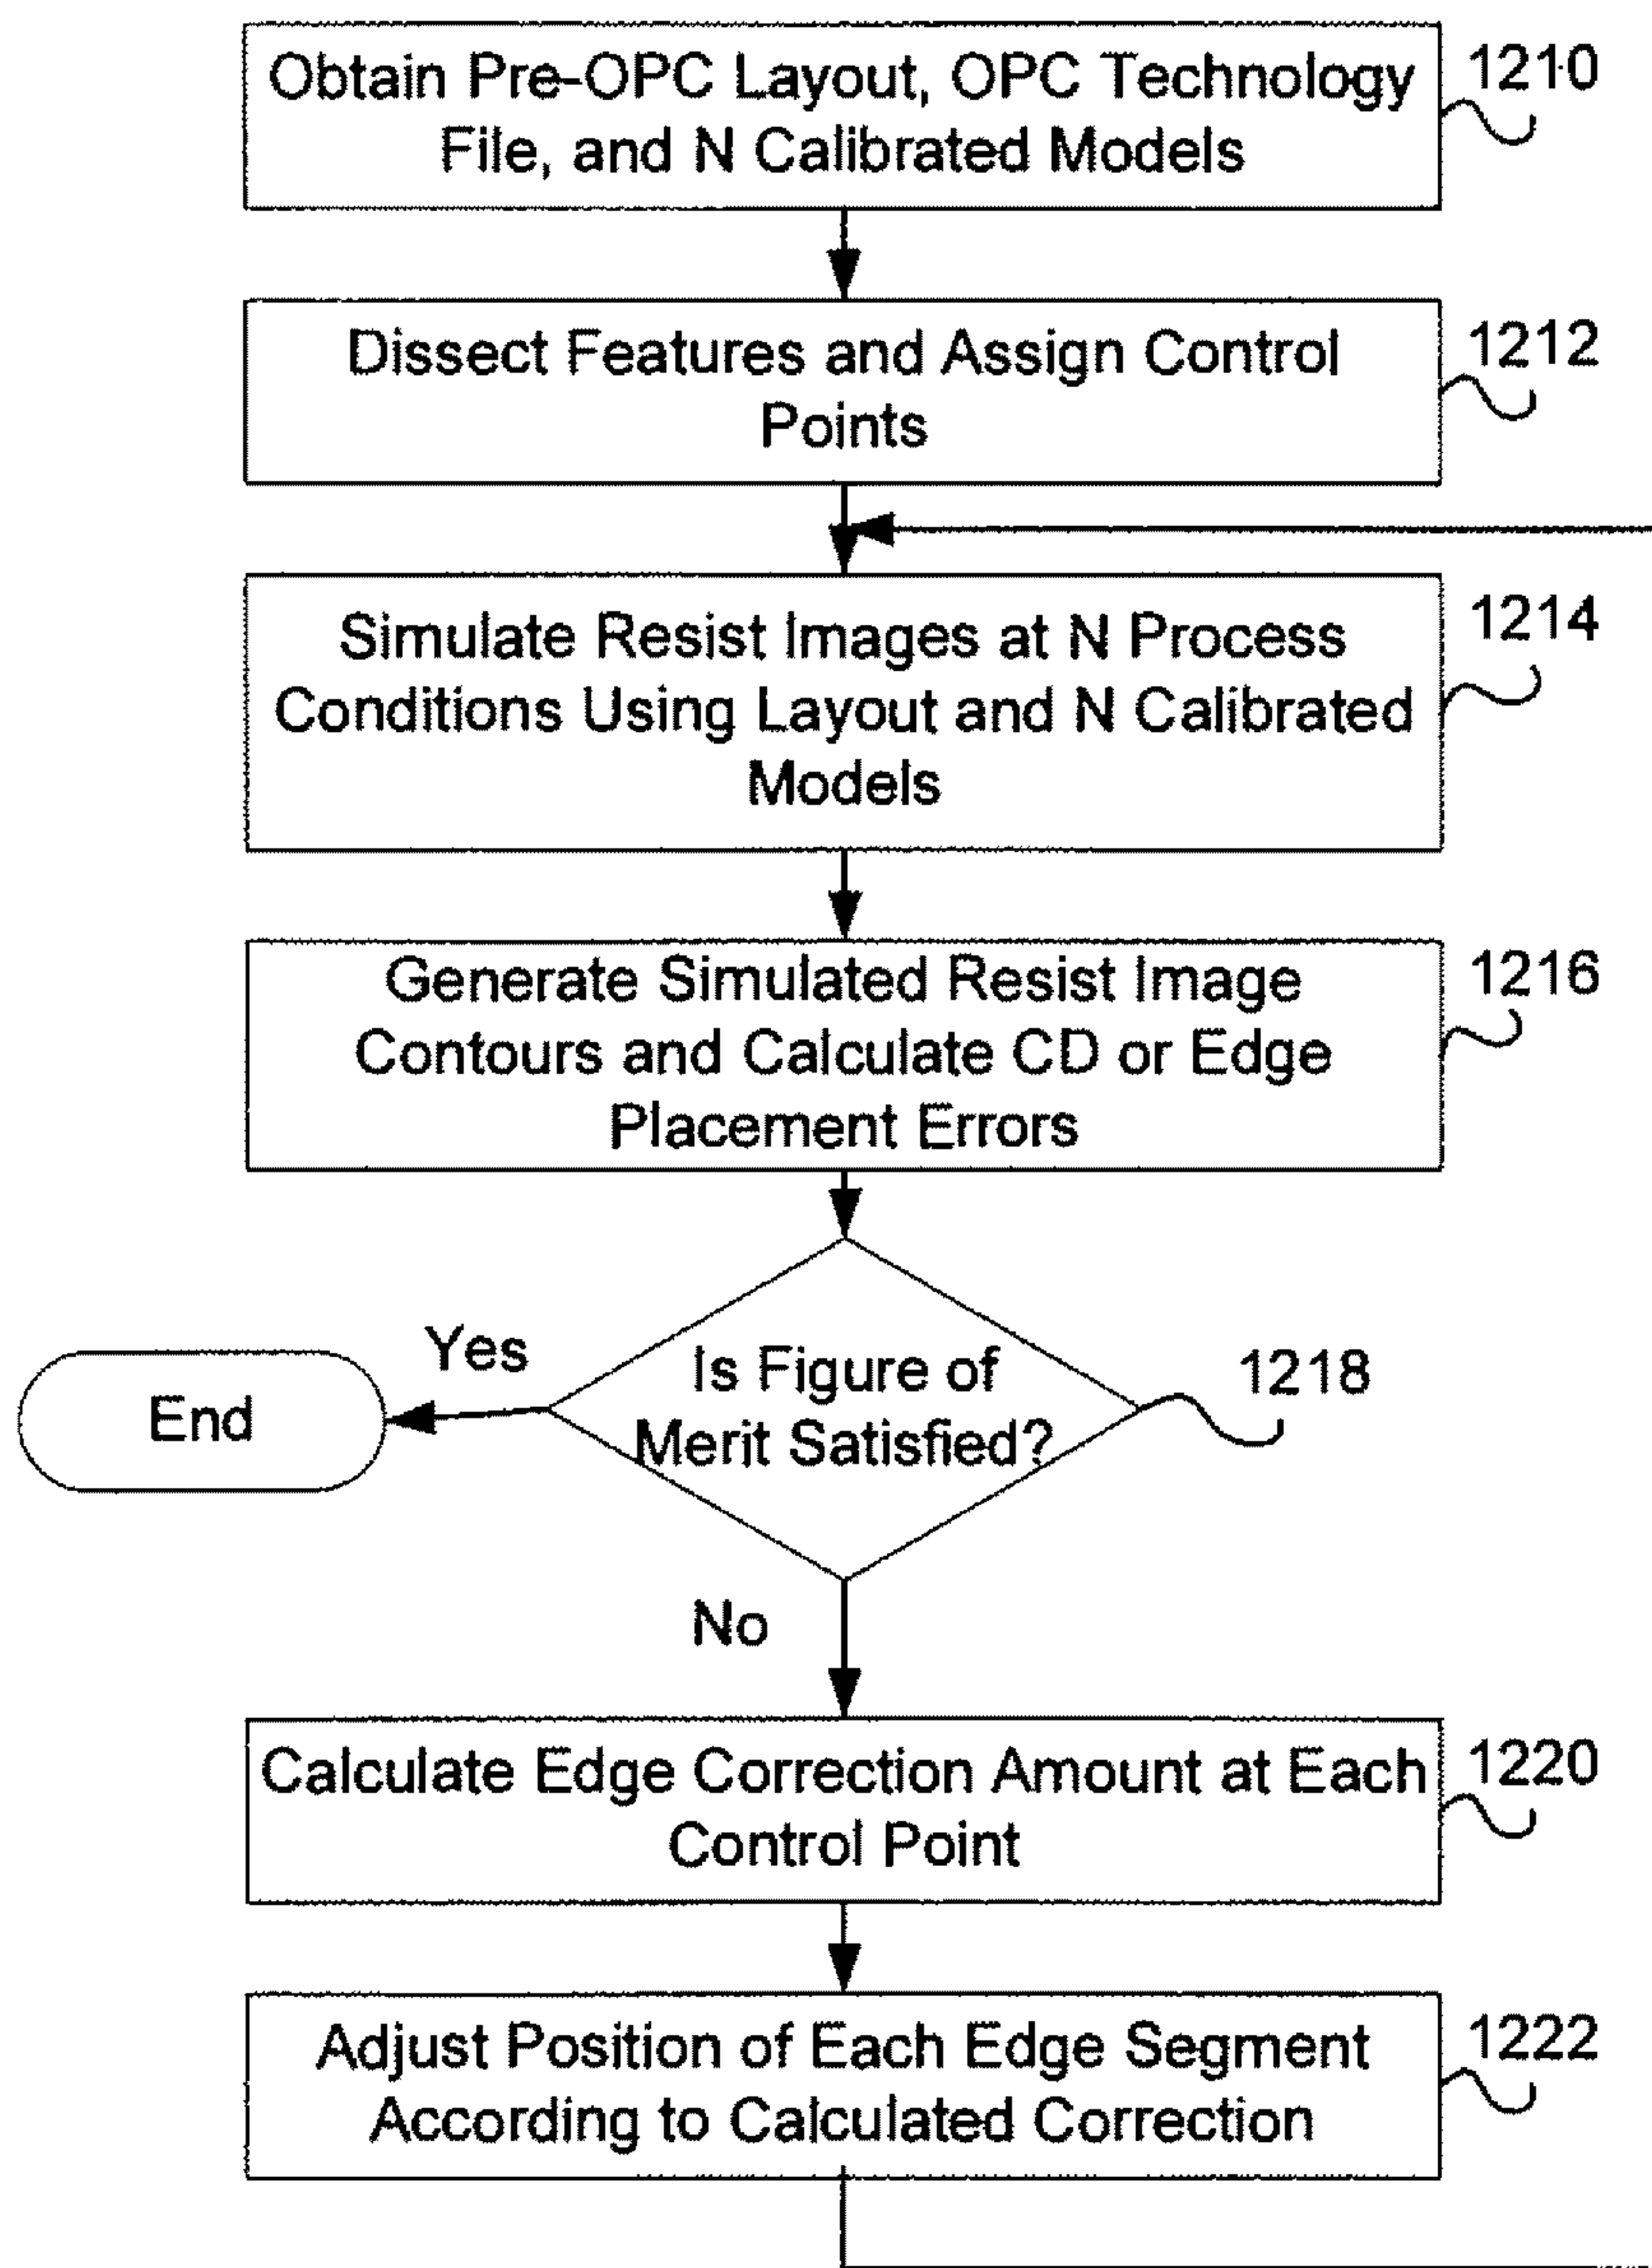 Obtain Pre-OPC Layout, OPC Technology
File, and N Calibrated Models
1210
Dissect Features and Assign Control
Points
1212
Simulate Resist Images at N Process
Conditions Using Layout and N Calibrated
Models
1214
Generate Simulated Resist Image
Contours and Calculate CD or Edge
Placement Errors
1216
Is Figure of
Merit Satisfied?
1218
Yes
End
No
Calculate Edge Correction Amount at Each
Control Point
1220
Adjust Position of Each Edge Segment
According to Calculated Correction
1222